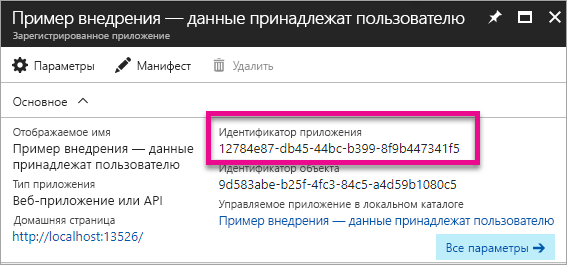 Пример внедрения — данные принадлежат пользователю
Зарегистрированное приложение
Параметры
Манифест
Удалить
Основное
Отображаемое имя
Пример внедрения — данные
принадлежат пользователю
Тип приложения
Веб-приложение или API
Домашняя страница
http://localhost:13526/
Идентификатор приложения
12784e87-db45-44bc-b399-8f9b447341f5
Идентификатор объекта
9d583abe-b25f-4fc3-84c5-a4d59b1080c5
Управляемое приложение в локальном каталоге
Пример внедрения — данные принадлежат пользователю
Все параметры →